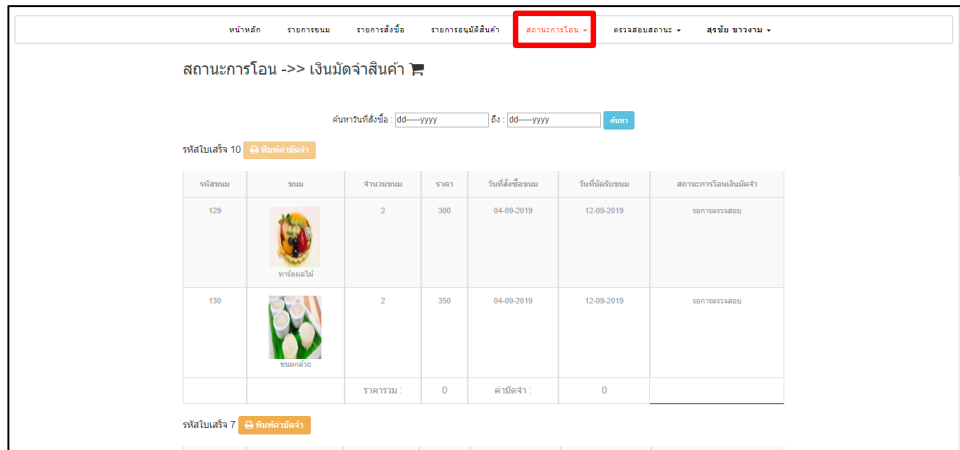 หน้าหลัก รายการขนม รายการสั่งซื้อ รายการอนุมัติสินค้า สถานะการโอน ตรวจสอบสถานะ สุรชัย ขาวงาม
สถานะการโอน ->> เงินมัดจำสินค้า
ค้นหาวันที่สั่งซื้อ : dd-----yyyy ถึง : dd-----yyyy ค้นหา
รหัสใบเสร็จ 10 พิมพ์ค่ามัดจำ
รหัสขนม ขนม จำนวนขนม ราคา วันที่สั่งซื้อขนม วันที่นัดรับขนม สถานะการโอนเงินมัดจำ
129 2 300 04-09-2019 12-09-2019 รอการตรวจสอบ
ทาร์ตผลไม้
130 2 350 04-09-2019 12-09-2019 รอการตรวจสอบ
ขนมกล้วย
ราคารวม : 0 ค่ามัดจำ : 0
รหัสใบเสร็จ 7 พิมพ์ค่ามัดจำ